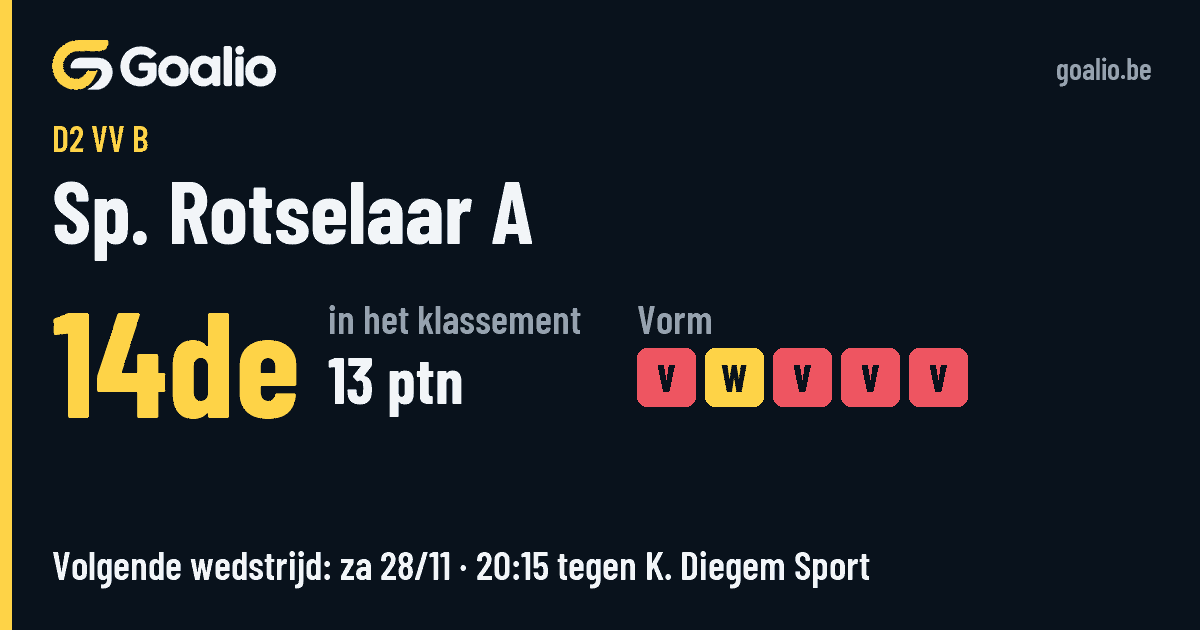 Goalio
goalio.be
D2 VV B
Sp. Rotselaar A
14de
in het klassement
13 ptn
Vorm
V W V V V
Volgende wedstrijd: za 28/11 · 20:15 tegen K. Diegem Sport